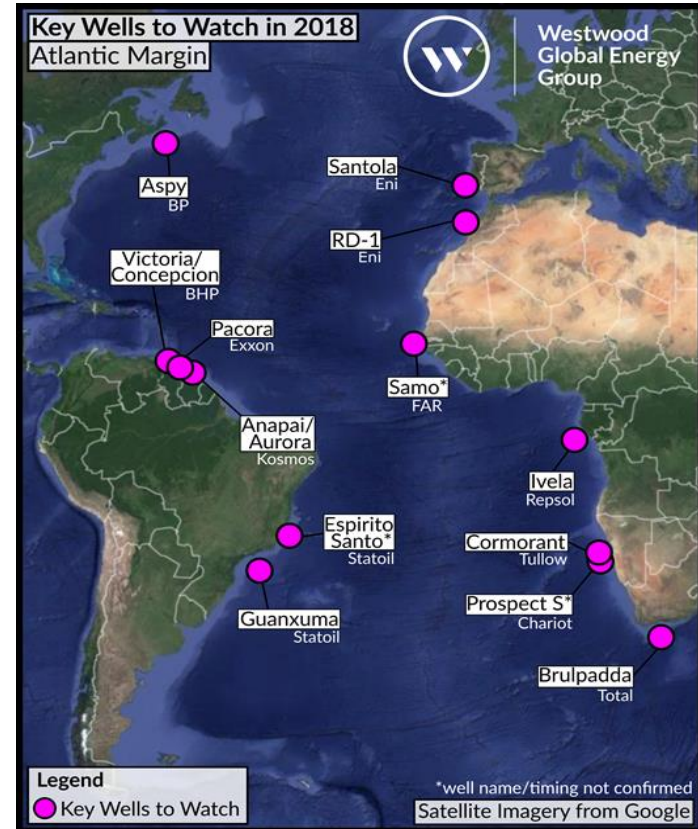 Key Wells to Watch in 2018
Atlantic Margin
Westwood
Global Energy
Group
Aspy
BP
Santola
Eni
RD-1
Eni
Victoria/
Concepcion
BHP
Pacora
Exxon
Samo*
FAR
Anapai/
Aurora
Kosmos
Ivela
Repsol
Espirito
Santo*
Statoil
Cormorant
Tullow
Guanxuma
Statoil
Prospect S*
Chariot
Brulpadda
Total
Legend
Key Wells to Watch
*well name/timing not confirmed
Satellite Imagery from Google